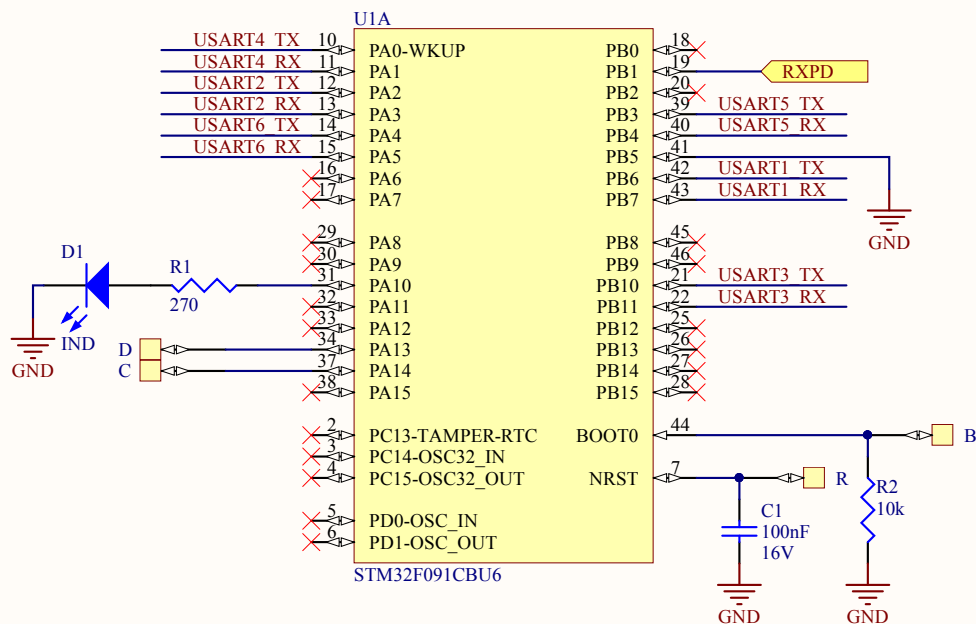 U1A
USART4_TX 10 PA0-WKUP PB0 18
USART4_RX 11 PA1 PB1 19 RXPD
USART2_TX 12 PA2 PB2 20
USART2_RX 13 PA3 PB3 39 USART5_TX
USART6_TX 14 PA4 PB4 40 USART5_RX
USART6_RX 15 PA5 PB5 41
16 PA6 PB6 42 USART1_TX
17 PA7 PB7 43 USART1_RX
GND
29 PA8 PB8 45
30 PA9 PB9 46
D1 R1 31 PA10 PB10 21 USART3_TX
270 32 PA11 PB11 22 USART3_RX
IND 33 PA12 PB12 25
GND
D 34 PA13 PB13 26
C 37 PA14 PB14 27
38 PA15 PB15 28
2 PC13-TAMPER-RTC BOOT0 44 B
3 PC14-OSC32_IN
4 PC15-OSC32_OUT NRST 7 R
R2
10k
5 PD0-OSC_IN
6 PD1-OSC_OUT
C1
100nF
16V
STM32F091CBU6
GND
GND